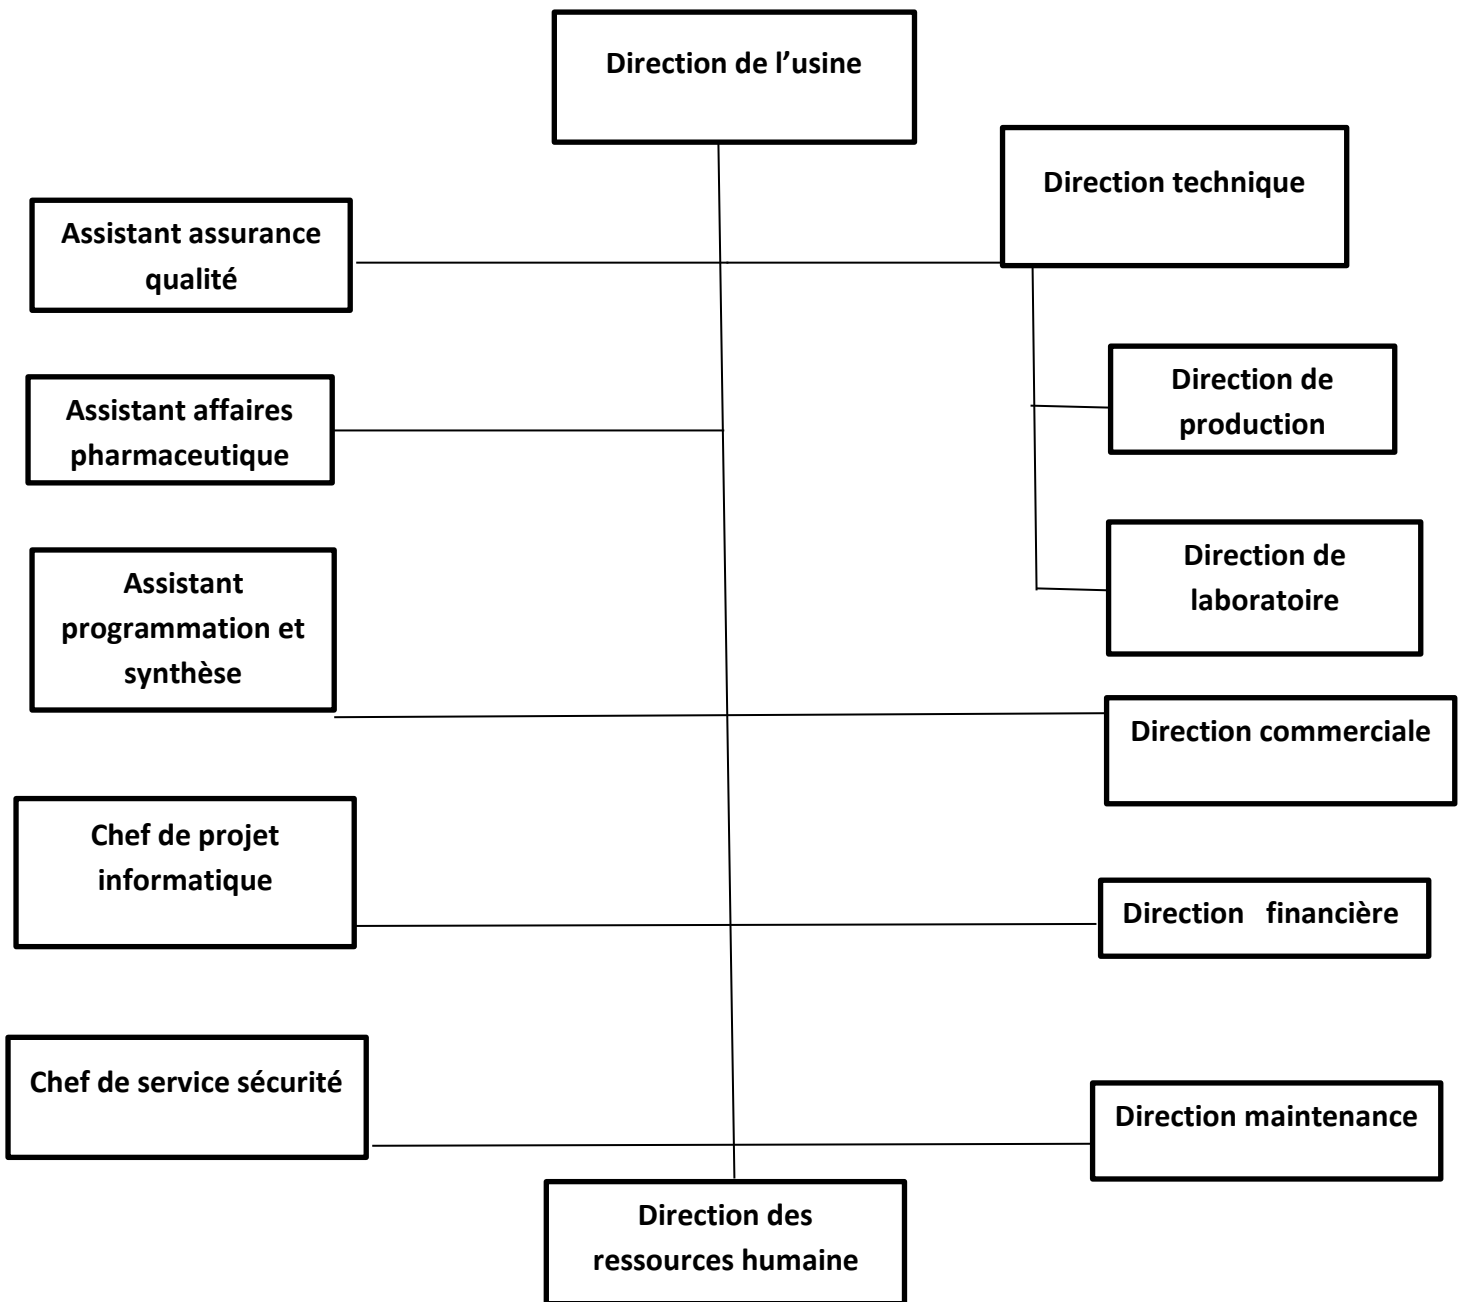 Direction de l’usine
Direction technique
Assistant assurance
qualité
Direction de
production
Assistant affaires
pharmaceutique
Direction de
laboratoire
Assistant
programmation et
synthèse
Direction commerciale
Chef de projet
informatique
Direction financière
Chef de service sécurité
Direction maintenance
Direction des
ressources humaine